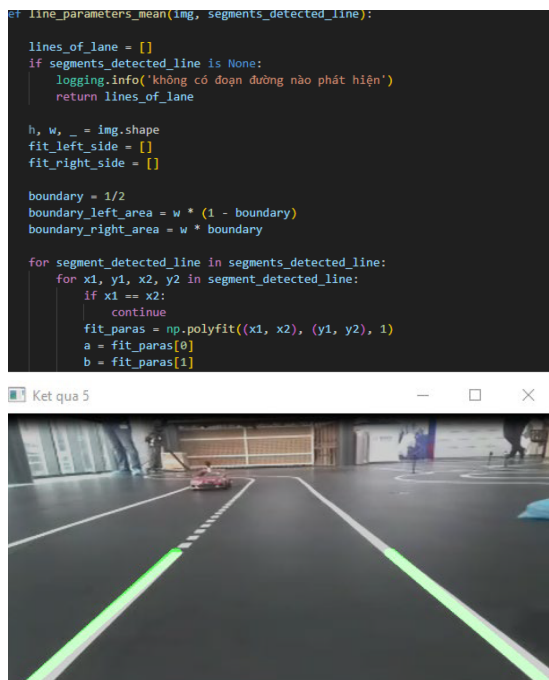 ef line_parameters_mean(img, segments_detected_line):
lines_of_lane = []
if segments_detected_line is None:
logging.info('không có đoạn đường nào phát hiện')
return lines_of_lane
h, w, _ = img.shape
fit_left_side = []
fit_right_side = []
boundary = 1/2
boundary_left_area = w * (1 - boundary)
boundary_right_area = w * boundary
for segment_detected_line in segments_detected_line:
for x1, y1, x2, y2 in segment_detected_line:
if x1 == x2:
continue
fit_paras = np.polyfit((x1, x2), (y1, y2), 1)
a = fit_paras[0]
b = fit_paras[1]
Ket qua 5